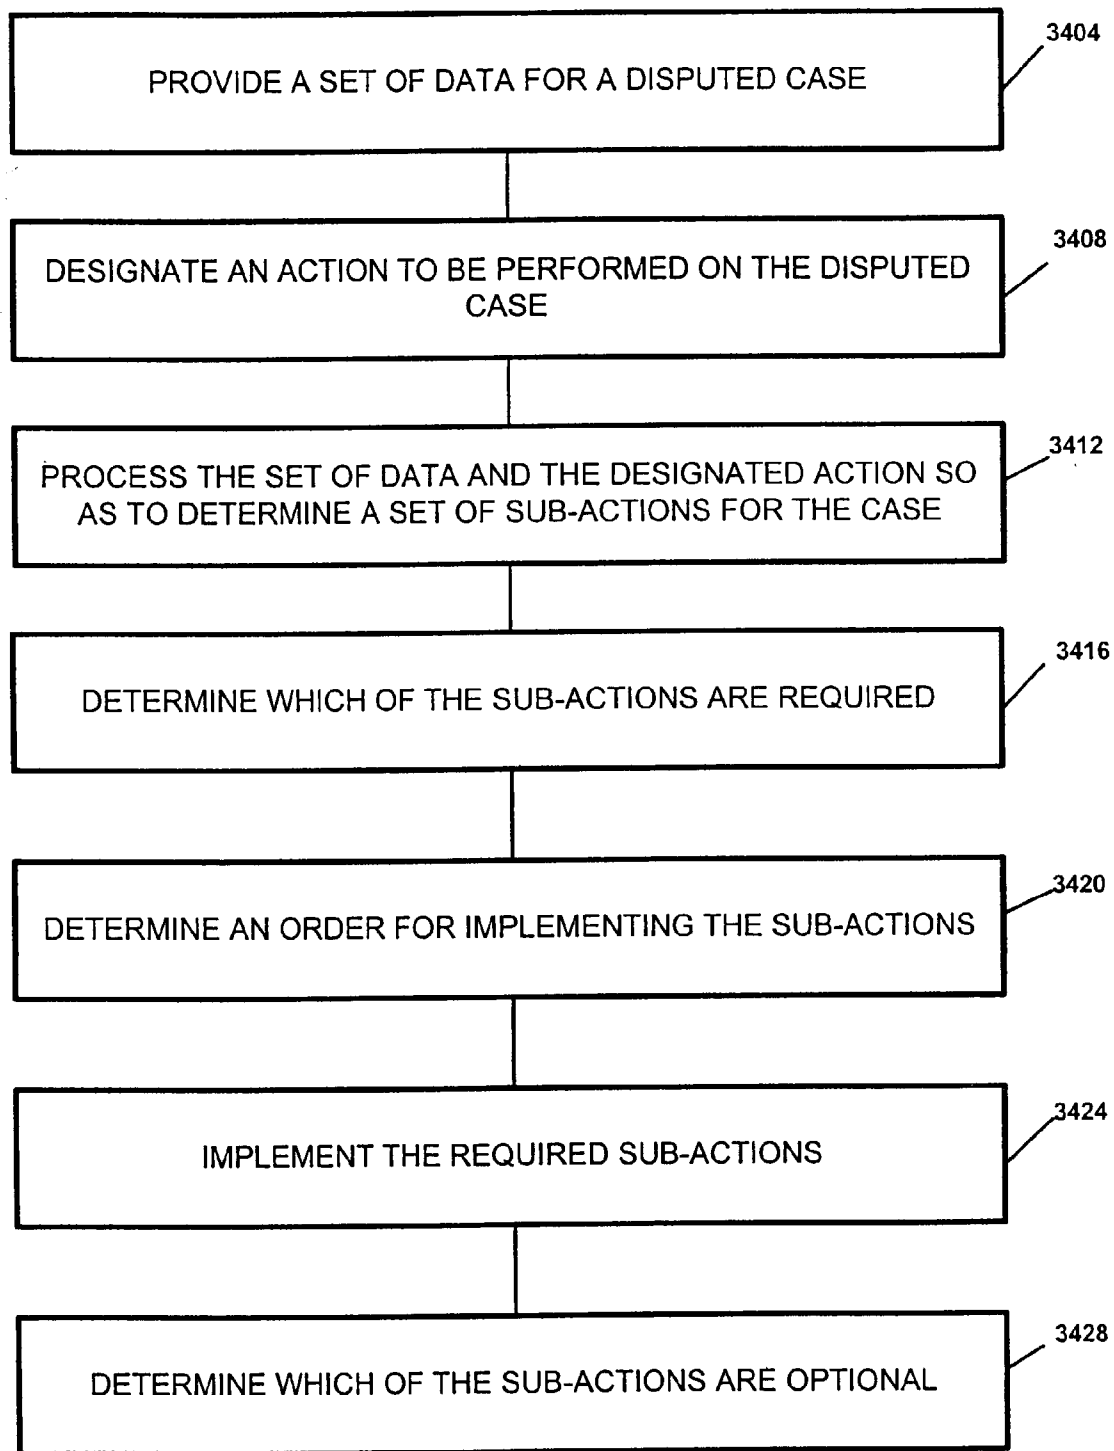 3404
PROVIDE A SET OF DATA FOR A DISPUTED CASE
3408
DESIGNATE AN ACTION TO BE PERFORMED ON THE DISPUTED
CASE
3412
PROCESS THE SET OF DATA AND THE DESIGNATED ACTION SO
AS TO DETERMINE A SET OF SUB-ACTIONS FOR THE CASE
3416
DETERMINE WHICH OF THE SUB-ACTIONS ARE REQUIRED
3420
DETERMINE AN ORDER FOR IMPLEMENTING THE SUB-ACTIONS
3424
IMPLEMENT THE REQUIRED SUB-ACTIONS
3428
DETERMINE WHICH OF THE SUB-ACTIONS ARE OPTIONAL